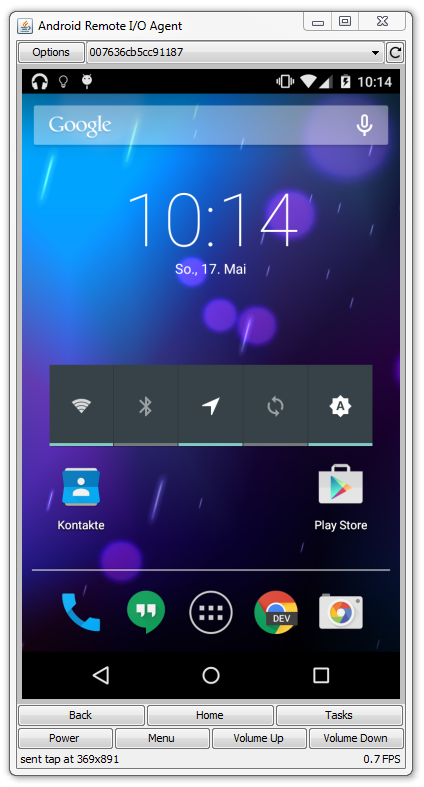 Android Remote I/O Agent
Options
007636cb5cc91187
10:14
Google
10:14
So., 17. Mai
A
Kontakte
Play Store
DEV
Back
Home
Tasks
Power
Menu
Volume Up
Volume Down
sent tap at 369x891
0.7 FPS